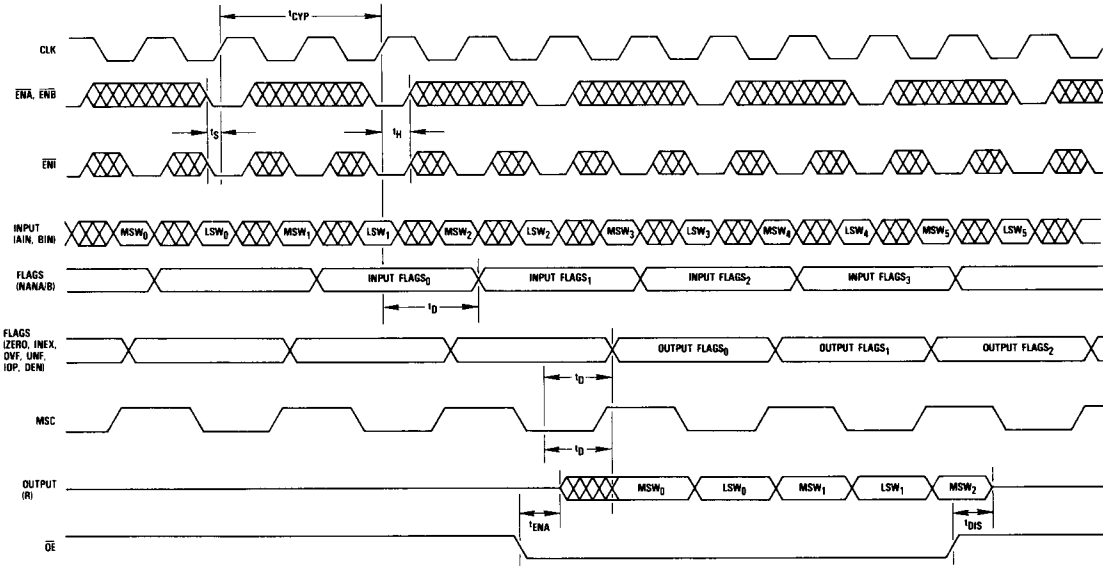 tCYP
CLK
ENA, ENB
tS
tH
ENI
INPUT
(AIN, BIN)
MSW0 LSW0 MSW1 LSW1 MSW2 LSW2 MSW3 LSW3 MSW4 LSW4 MSW5 LSW5
FLAGS
(NANA/B)
INPUT FLAGS0 INPUT FLAGS1 INPUT FLAGS2 INPUT FLAGS3
tD
FLAGS
(ZERO, INEX,
OVF, UNF,
IOP, DEN)
OUTPUT FLAGS0 OUTPUT FLAGS1 OUTPUT FLAGS2
tD
MSC
tD
OUTPUT
(R)
MSW0 LSW0 MSW1 LSW1 MSW2
tENA
tDIS
OE